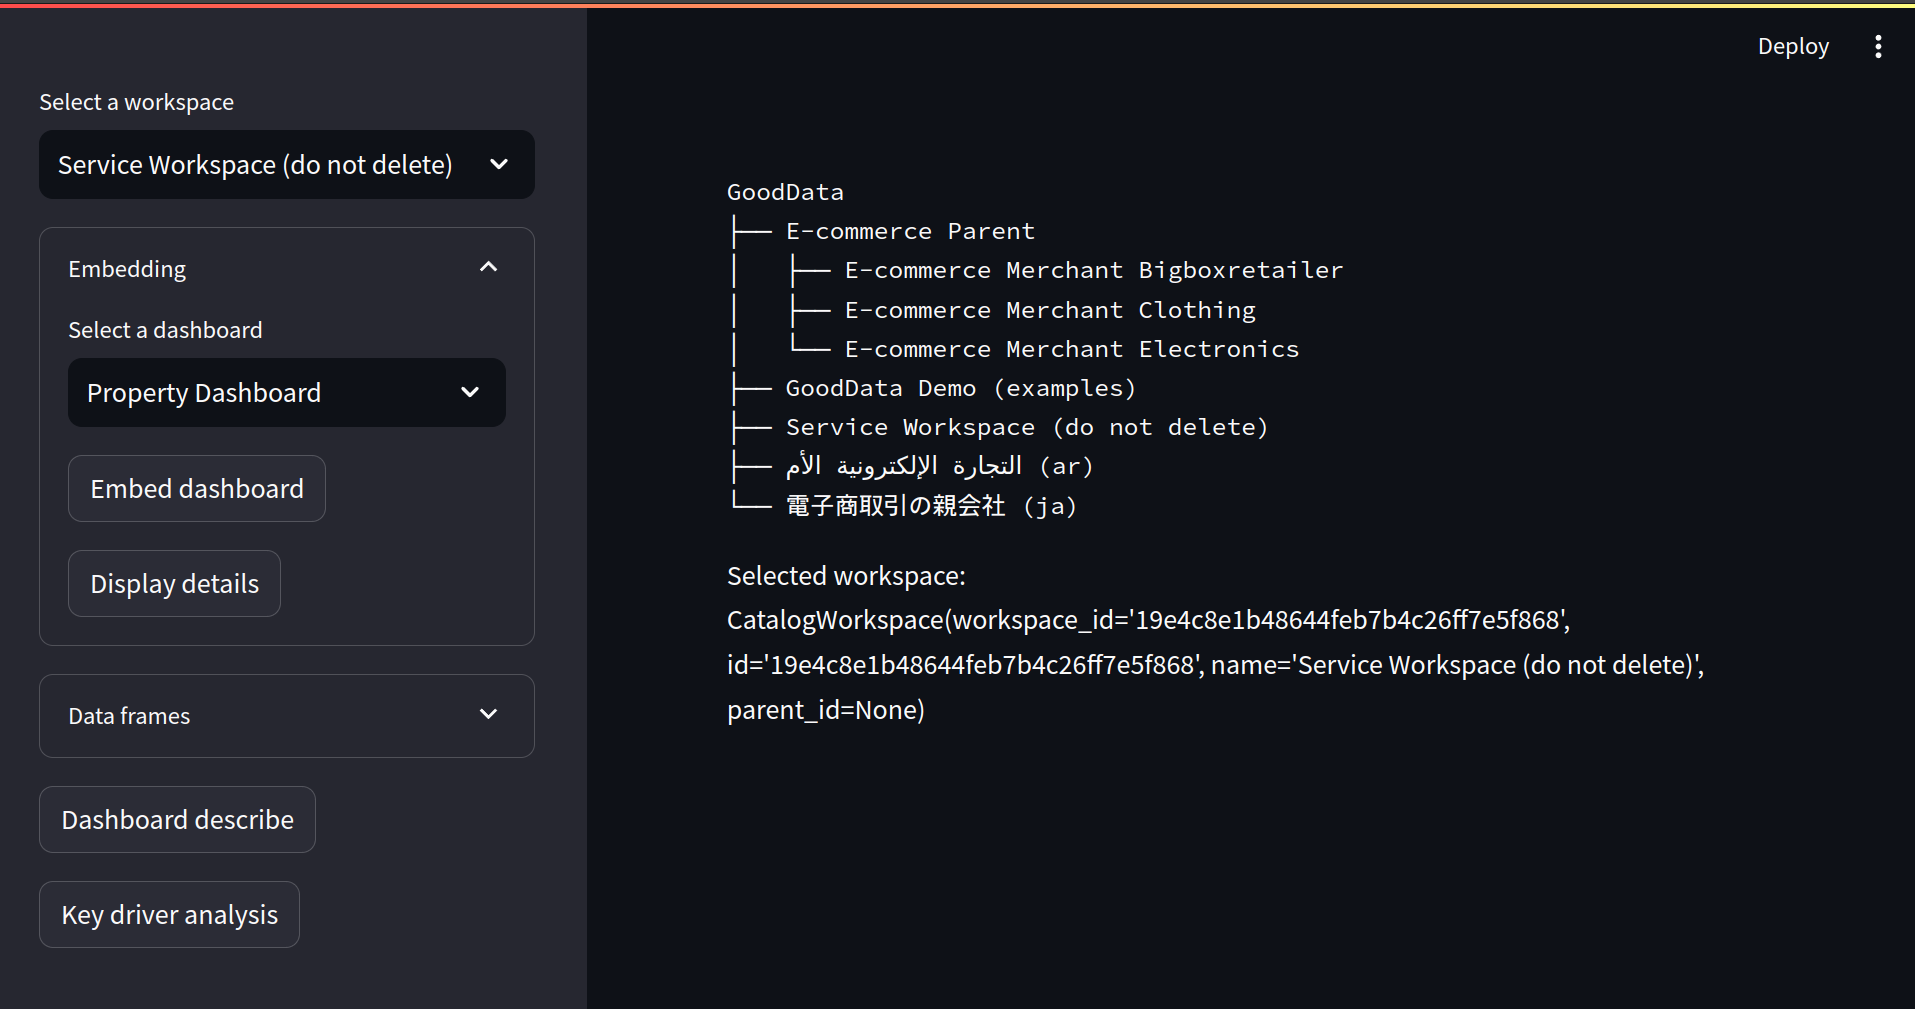 Select a workspace
Service Workspace (do not delete)
Embedding
Select a dashboard
Property Dashboard
Embed dashboard
Display details
Data frames
Dashboard describe
Key driver analysis
Deploy
GoodData
├── E-commerce Parent
│   ├── E-commerce Merchant Bigboxretailer
│   ├── E-commerce Merchant Clothing
│   └── E-commerce Merchant Electronics
├── GoodData Demo (examples)
├── Service Workspace (do not delete)
├── التجارة الإلكترونية الأم (ar)
└── 電子商取引の親会社 (ja)
Selected workspace:
CatalogWorkspace(workspace_id='19e4c8e1b48644feb7b4c26ff7e5f868',
id='19e4c8e1b48644feb7b4c26ff7e5f868', name='Service Workspace (do not delete)',
parent_id=None)